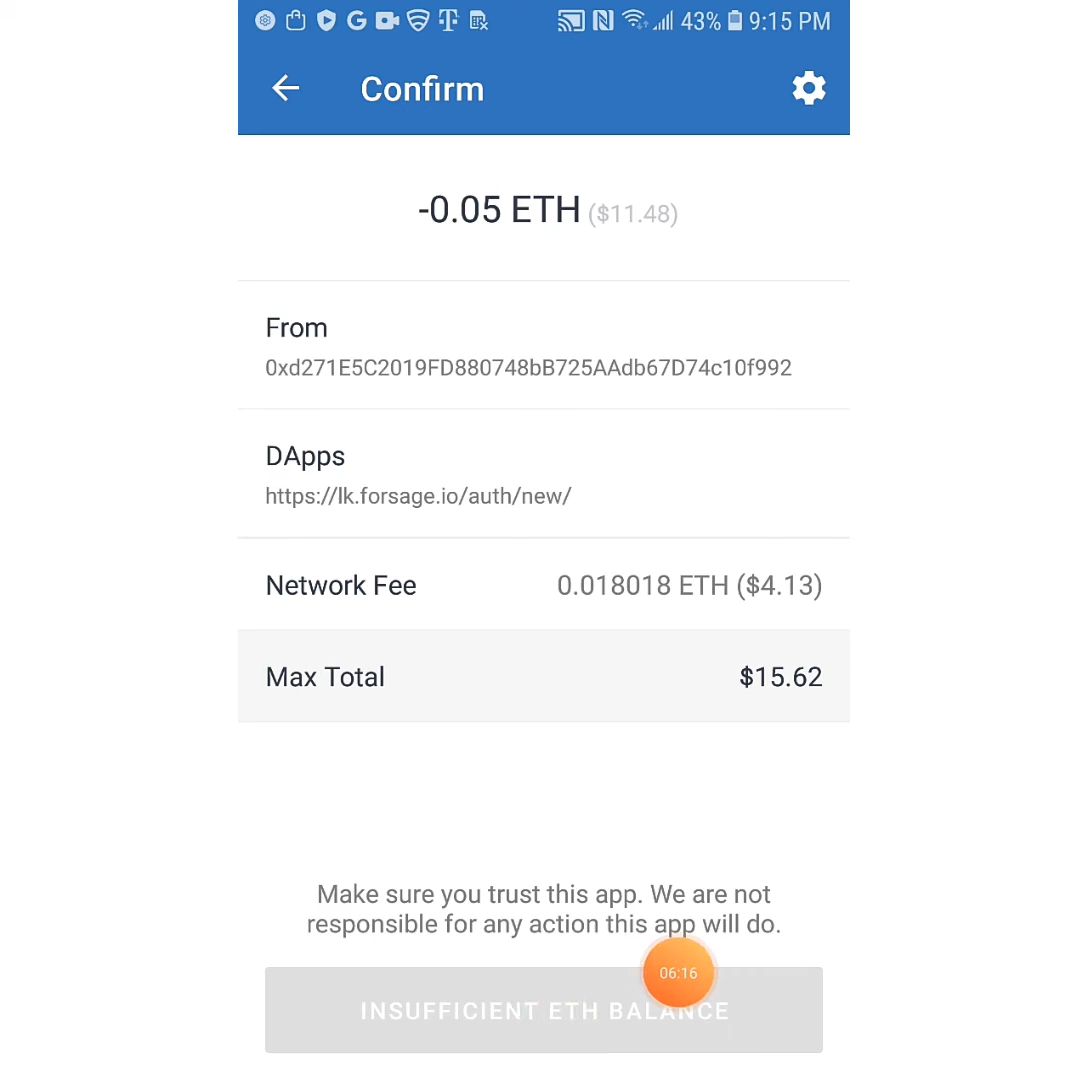 43% 9:15 PM
Confirm
-0.05 ETH ($11.48)
From
0xd271E5C2019FD880748bB725AAdb67D74c10f992
DApps
https://lk.forsage.io/auth/new/
Network Fee 0.018018 ETH ($4.13)
Max Total $15.62
Make sure you trust this app. We are not
responsible for any action this app will do.
06:16
INSUFFICIENT ETH BALANCE